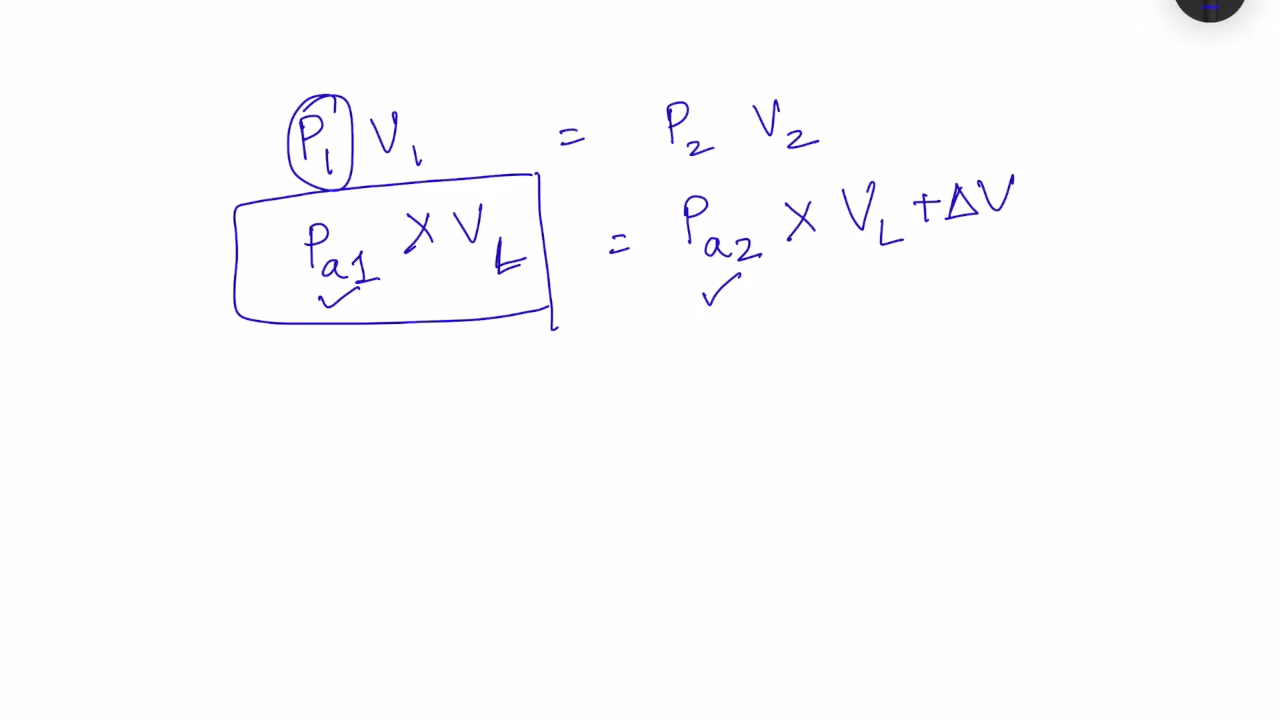 P₁ V₁ = P₂ V₂
Pa1 × VL = Pa2 × VL + ΔV